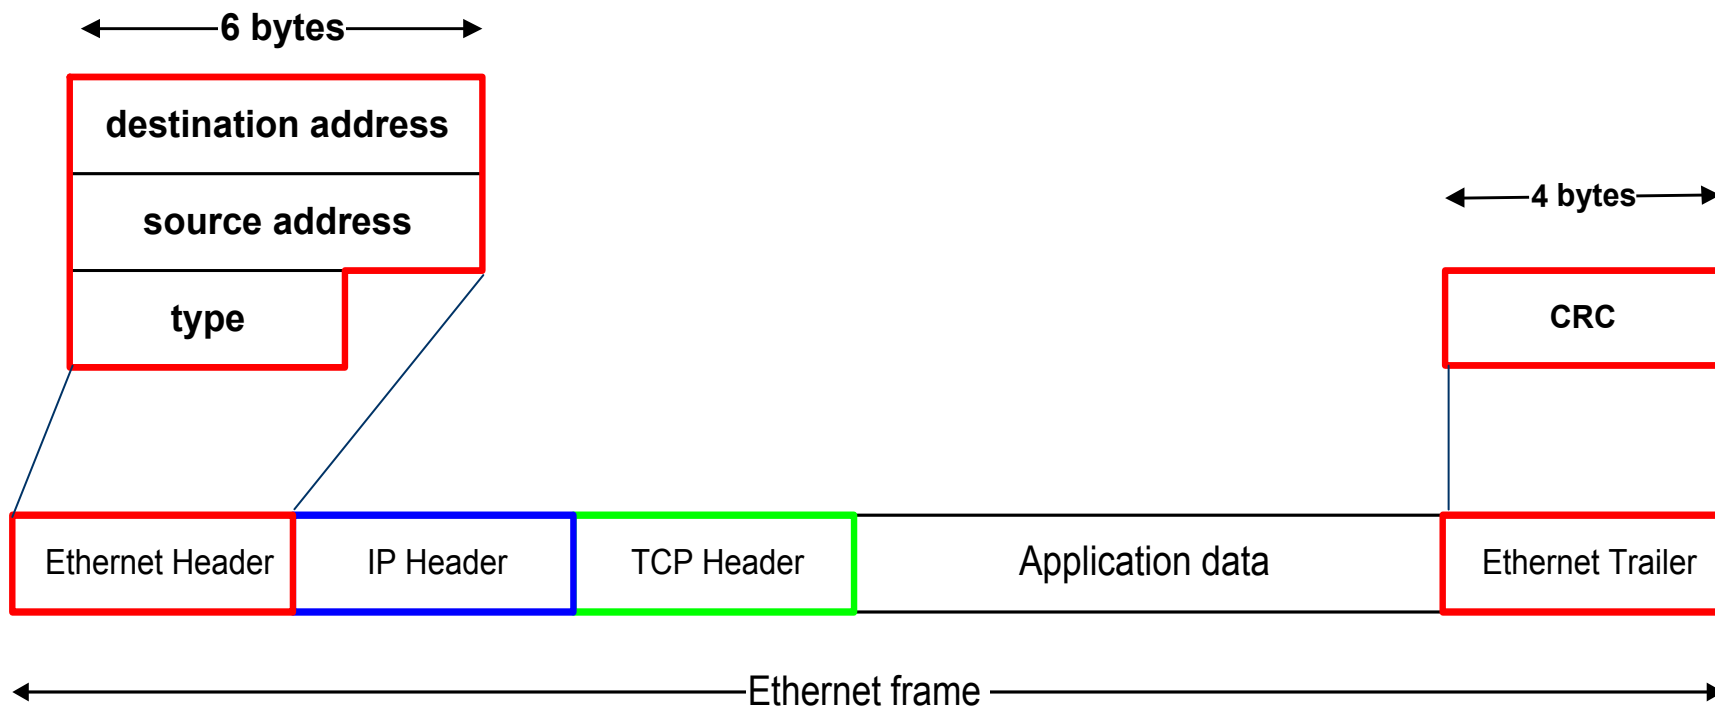 6 bytes
destination address
source address
type
4 bytes
CRC
Ethernet Header
IP Header
TCP Header
Application data
Ethernet Trailer
Ethernet frame